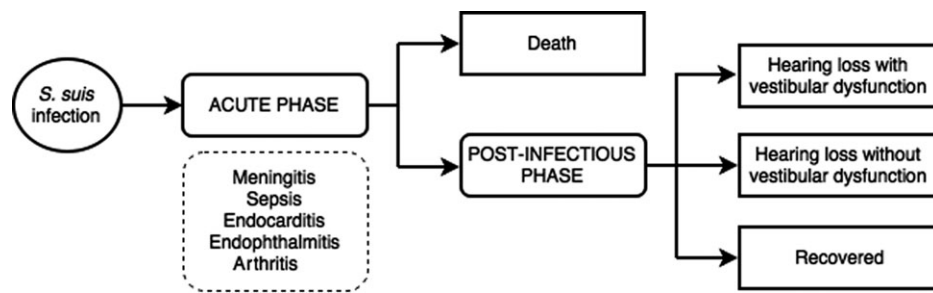 S. suis
infection
ACUTE PHASE
Meningitis
Sepsis
Endocarditis
Endophthalmitis
Arthritis
Death
POST-INFECTIOUS
PHASE
Hearing loss with
vestibular dysfunction
Hearing loss without
vestibular dysfunction
Recovered